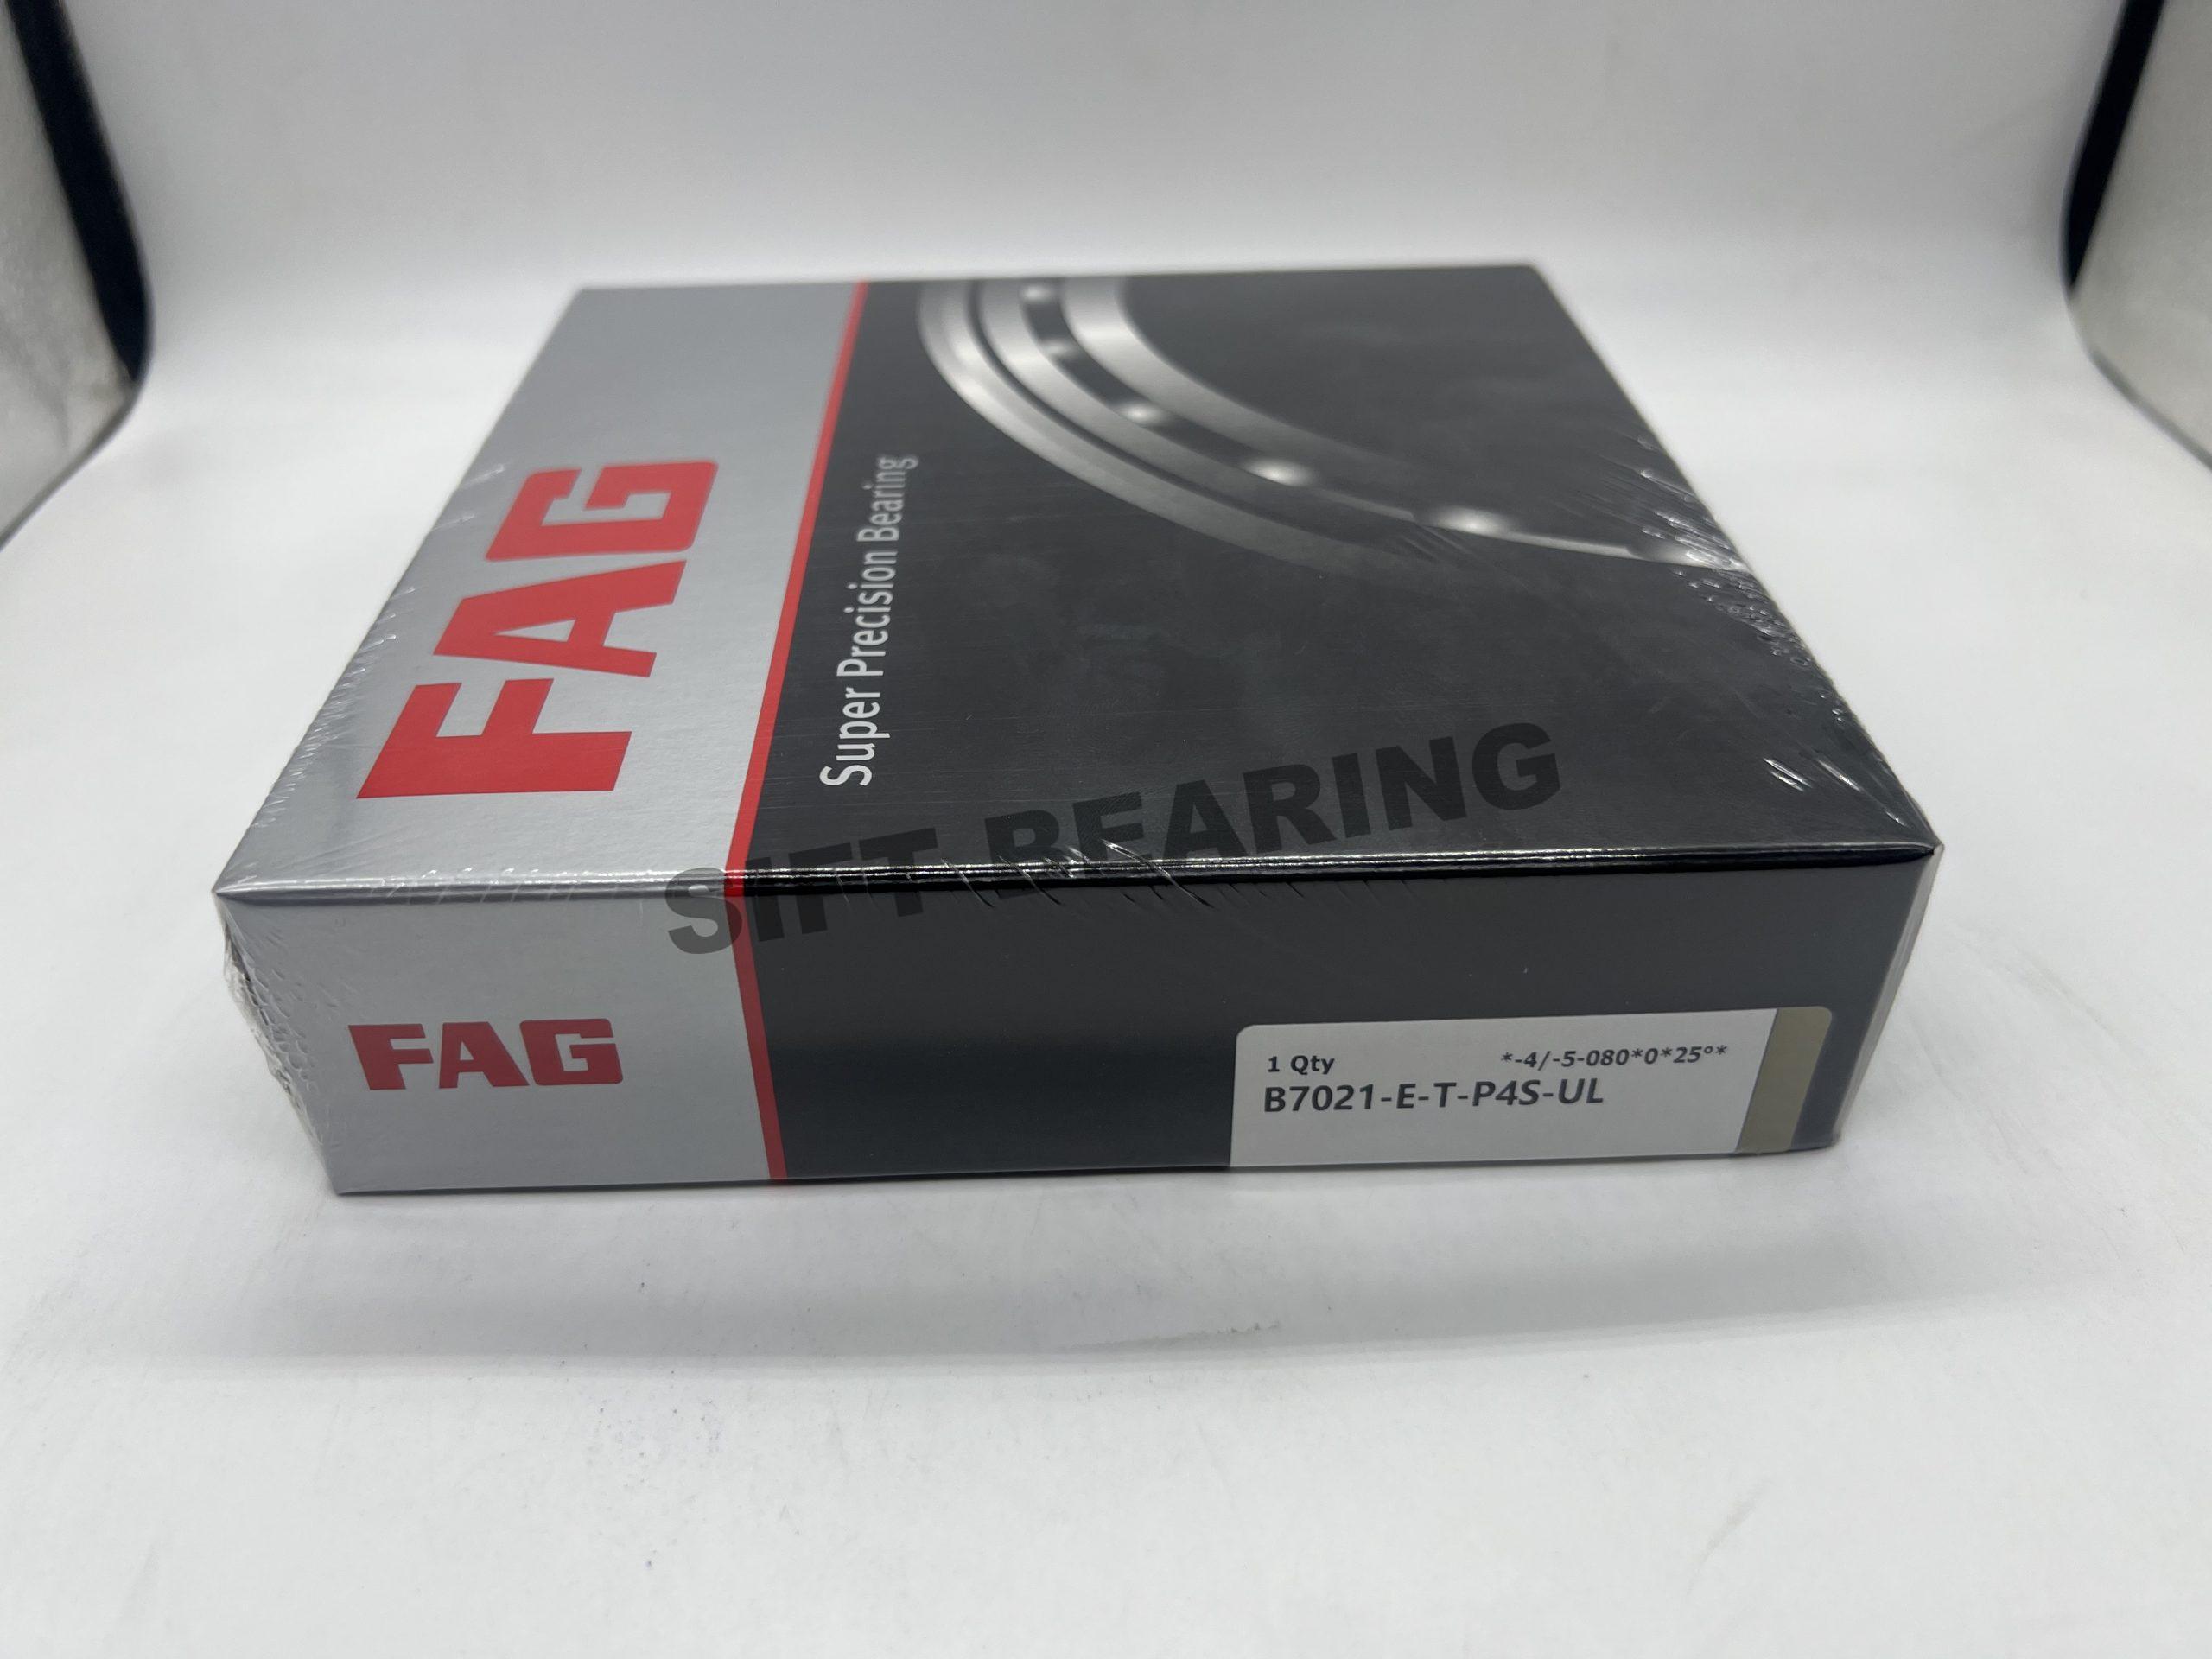 FAG
Super Precision Bearing
SIFT BEARING
FAG
1 Qty *-4/-5-080*0*25°*
B7021-E-T-P4S-UL